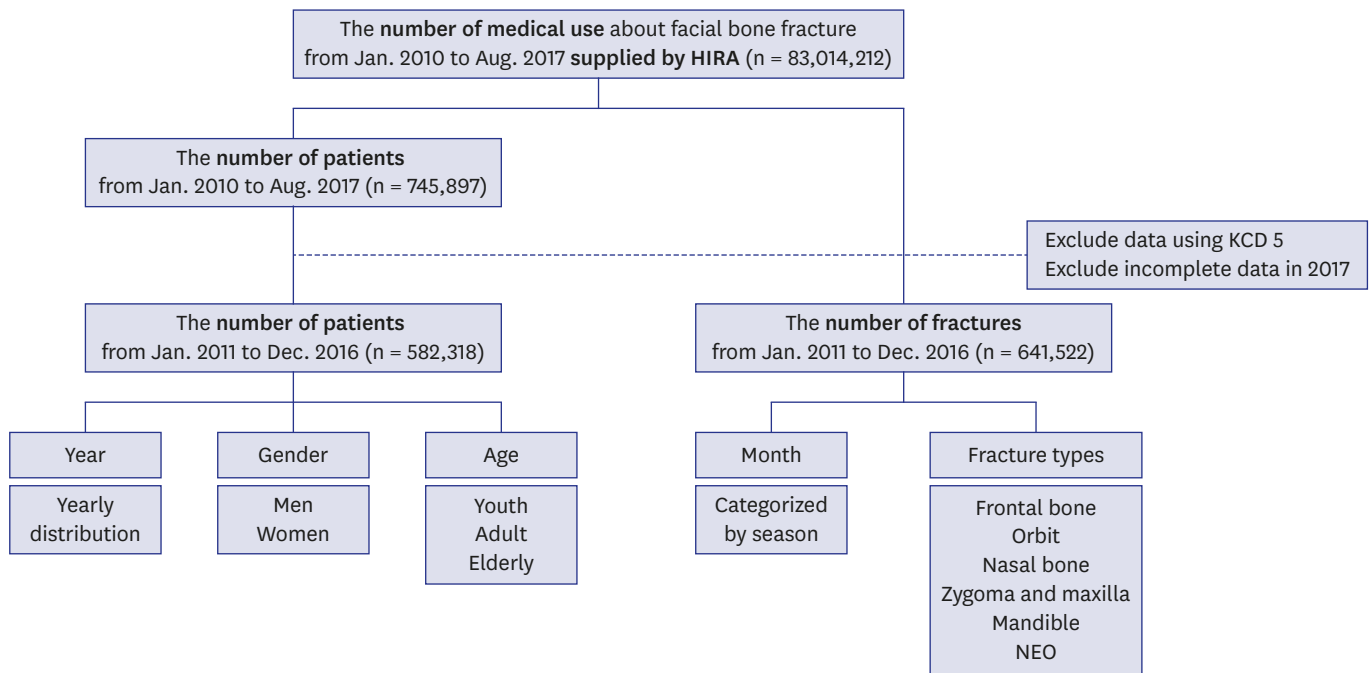 The number of medical use about facial bone fracture
from Jan. 2010 to Aug. 2017 supplied by HIRA (n = 83,014,212)
The number of patients
from Jan. 2010 to Aug. 2017 (n = 745,897)
Exclude data using KCD 5
Exclude incomplete data in 2017
The number of patients
from Jan. 2011 to Dec. 2016 (n = 582,318)
The number of fractures
from Jan. 2011 to Dec. 2016 (n = 641,522)
Year
Yearly
distribution
Gender
Men
Women
Age
Youth
Adult
Elderly
Month
Categorized
by season
Fracture types
Frontal bone
Orbit
Nasal bone
Zygoma and maxilla
Mandible
NEO